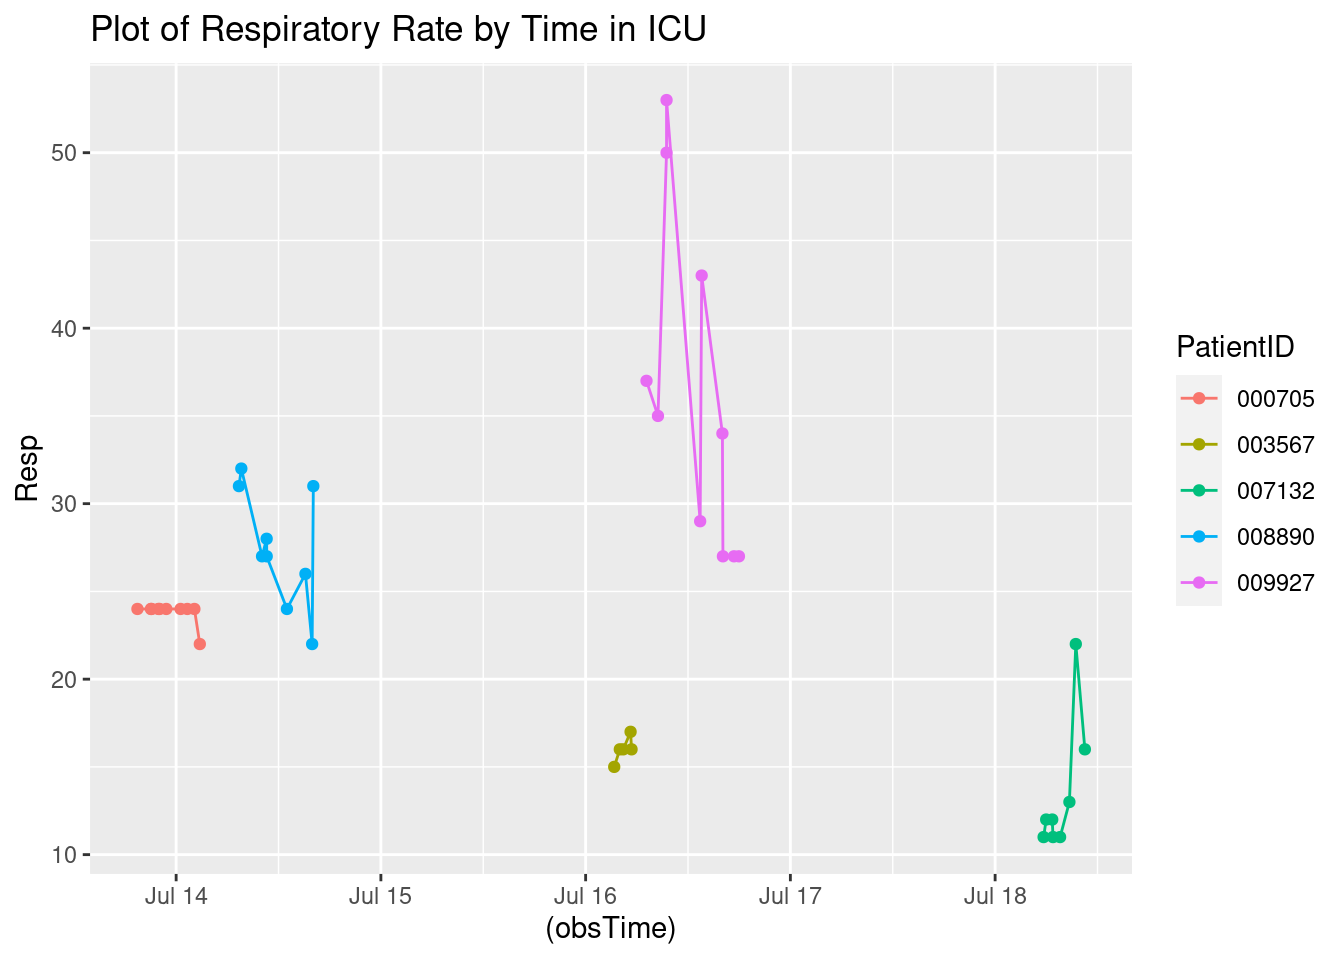 Plot of Respiratory Rate by Time in ICU
Resp
50
40
30
20
10
Jul 14
Jul 15
Jul 16
Jul 17
Jul 18
(obsTime)
PatientID
000705
003567
007132
008890
009927